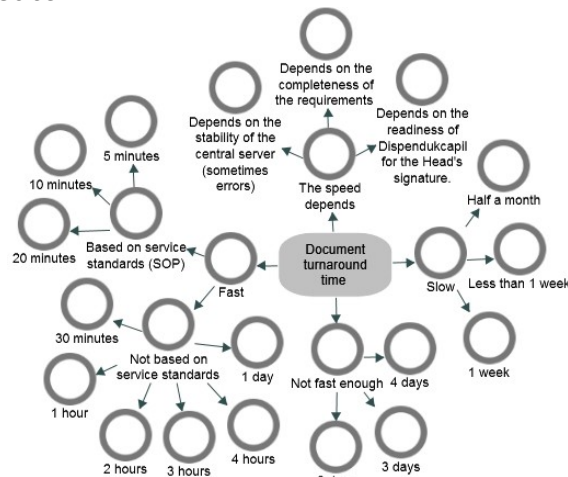 Depends on the
completeness of
the requirements
Depends on the
stability of the
central server
(sometimes
errors)
Depends on the
readiness of
Dispendukcapil
for the Head's
signature.
The speed
depends
5 minutes
10 minutes
20 minutes
Based on service
standards (SOP)
Fast
Document
turnaround
time
Half a month
Slow
Less than 1 week
1 week
30 minutes
Not based on
service standards
1 day
1 hour
2 hours
3 hours
4 hours
Not fast enough
4 days
3 days